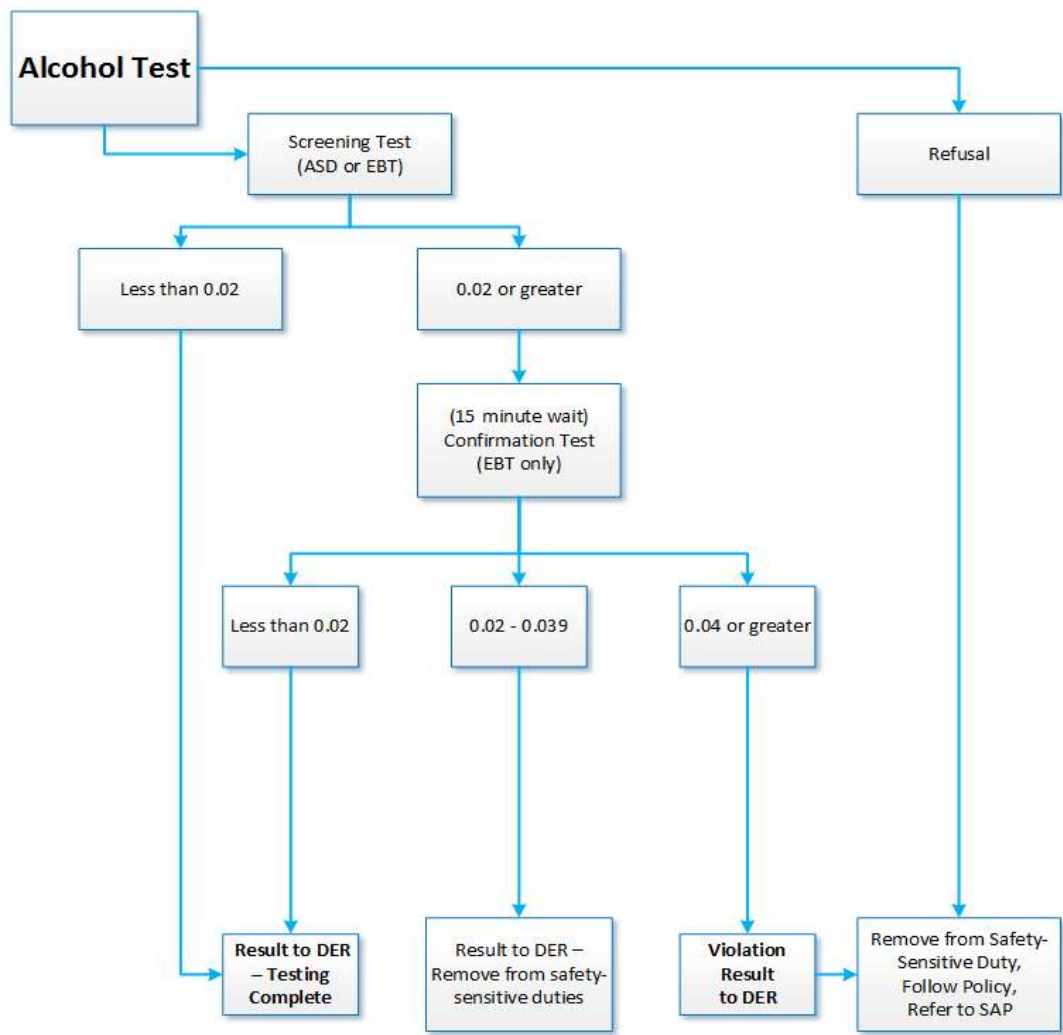 Alcohol Test
Screening Test
(ASD or EBT)
Refusal
Less than 0.02
0.02 or greater
(15 minute wait)
Confirmation Test
(EBT only)
Less than 0.02
0.02 - 0.039
0.04 or greater
Result to DER
– Testing
Complete
Result to DER –
Remove from safety-
sensitive duties
Violation
Result
to DER
Remove from Safety-
Sensitive Duty,
Follow Policy,
Refer to SAP